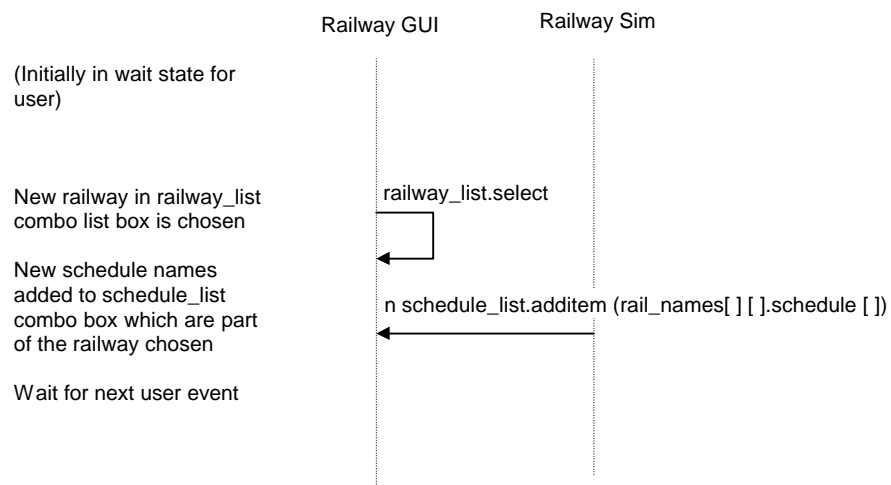 Railway GUI
Railway Sim
(Initially in wait state for
user)
New railway in railway_list
combo list box is chosen
railway_list.select
New schedule names
added to schedule_list
combo box which are part
of the railway chosen
n schedule_list.additem (rail_names[ ] [ ].schedule [ ])
Wait for next user event